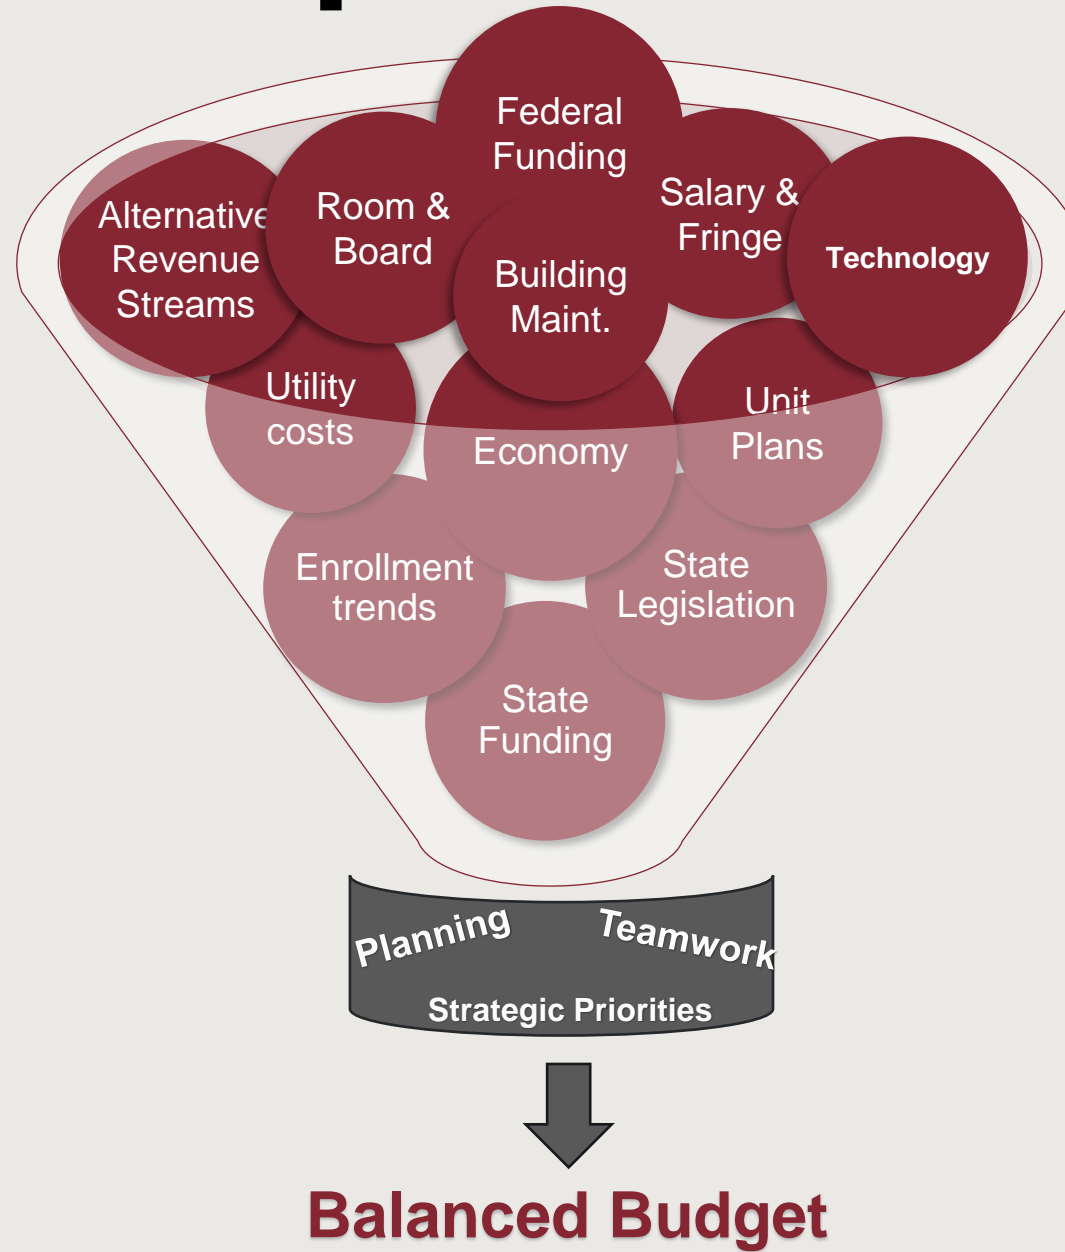 Federal
Funding
Alternative
Revenue
Streams
Room &
Board
Building
Maint.
Salary &
Fringe
Technology
Utility
costs
Economy
Unit
Plans
Enrollment
trends
State
Legislation
State
Funding
Planning
Teamwork
Strategic Priorities
Balanced Budget